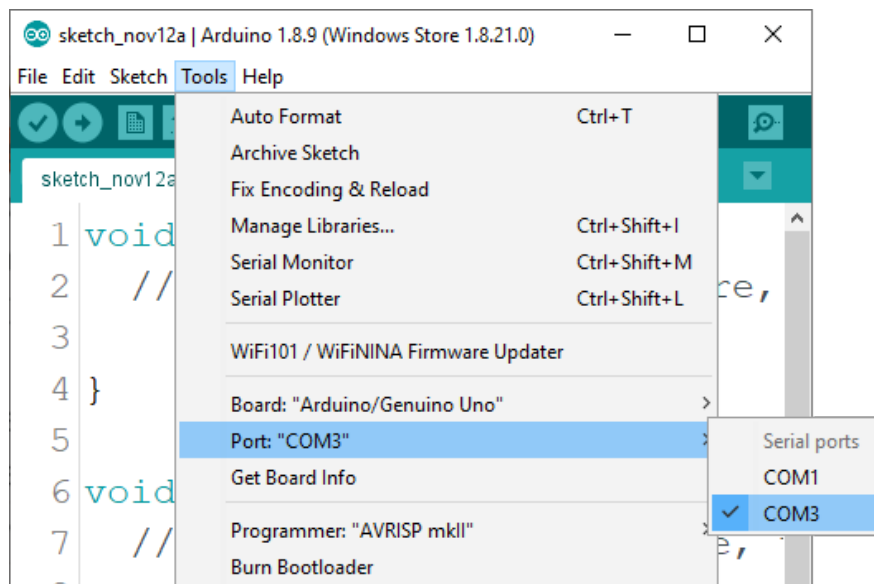 sketch_nov12a | Arduino 1.8.9 (Windows Store 1.8.21.0)
File Edit Sketch Tools Help
Auto Format Ctrl+T
Archive Sketch
sketch_nov12a
Fix Encoding & Reload
Manage Libraries... Ctrl+Shift+I
Serial Monitor Ctrl+Shift+M
Serial Plotter Ctrl+Shift+L
WiFi101 / WiFiNINA Firmware Updater
Board: "Arduino/Genuino Uno"
Port: "COM3"
Get Board Info
Programmer: "AVRISP mkII"
Burn Bootloader
Serial ports
COM1
COM3
1 void
2 // re,
3
4 }
5
6 void
7 // e,